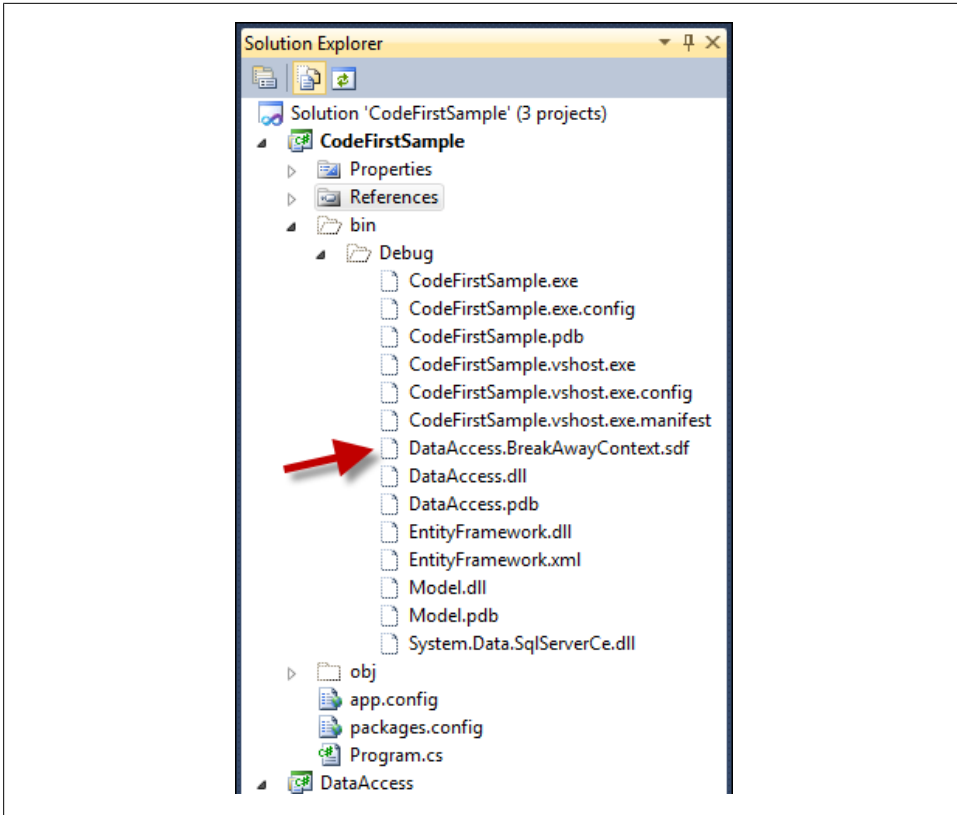 Solution Explorer
Solution 'CodeFirstSample' (3 projects)
CodeFirstSample
Properties
References
bin
Debug
CodeFirstSample.exe
CodeFirstSample.exe.config
CodeFirstSample.pdb
CodeFirstSample.vshost.exe
CodeFirstSample.vshost.exe.config
CodeFirstSample.vshost.exe.manifest
DataAccess.BreakAwayContext.sdf
DataAccess.dll
DataAccess.pdb
EntityFramework.dll
EntityFramework.xml
Model.dll
Model.pdb
System.Data.SqlServerCe.dll
obj
app.config
packages.config
Program.cs
DataAccess